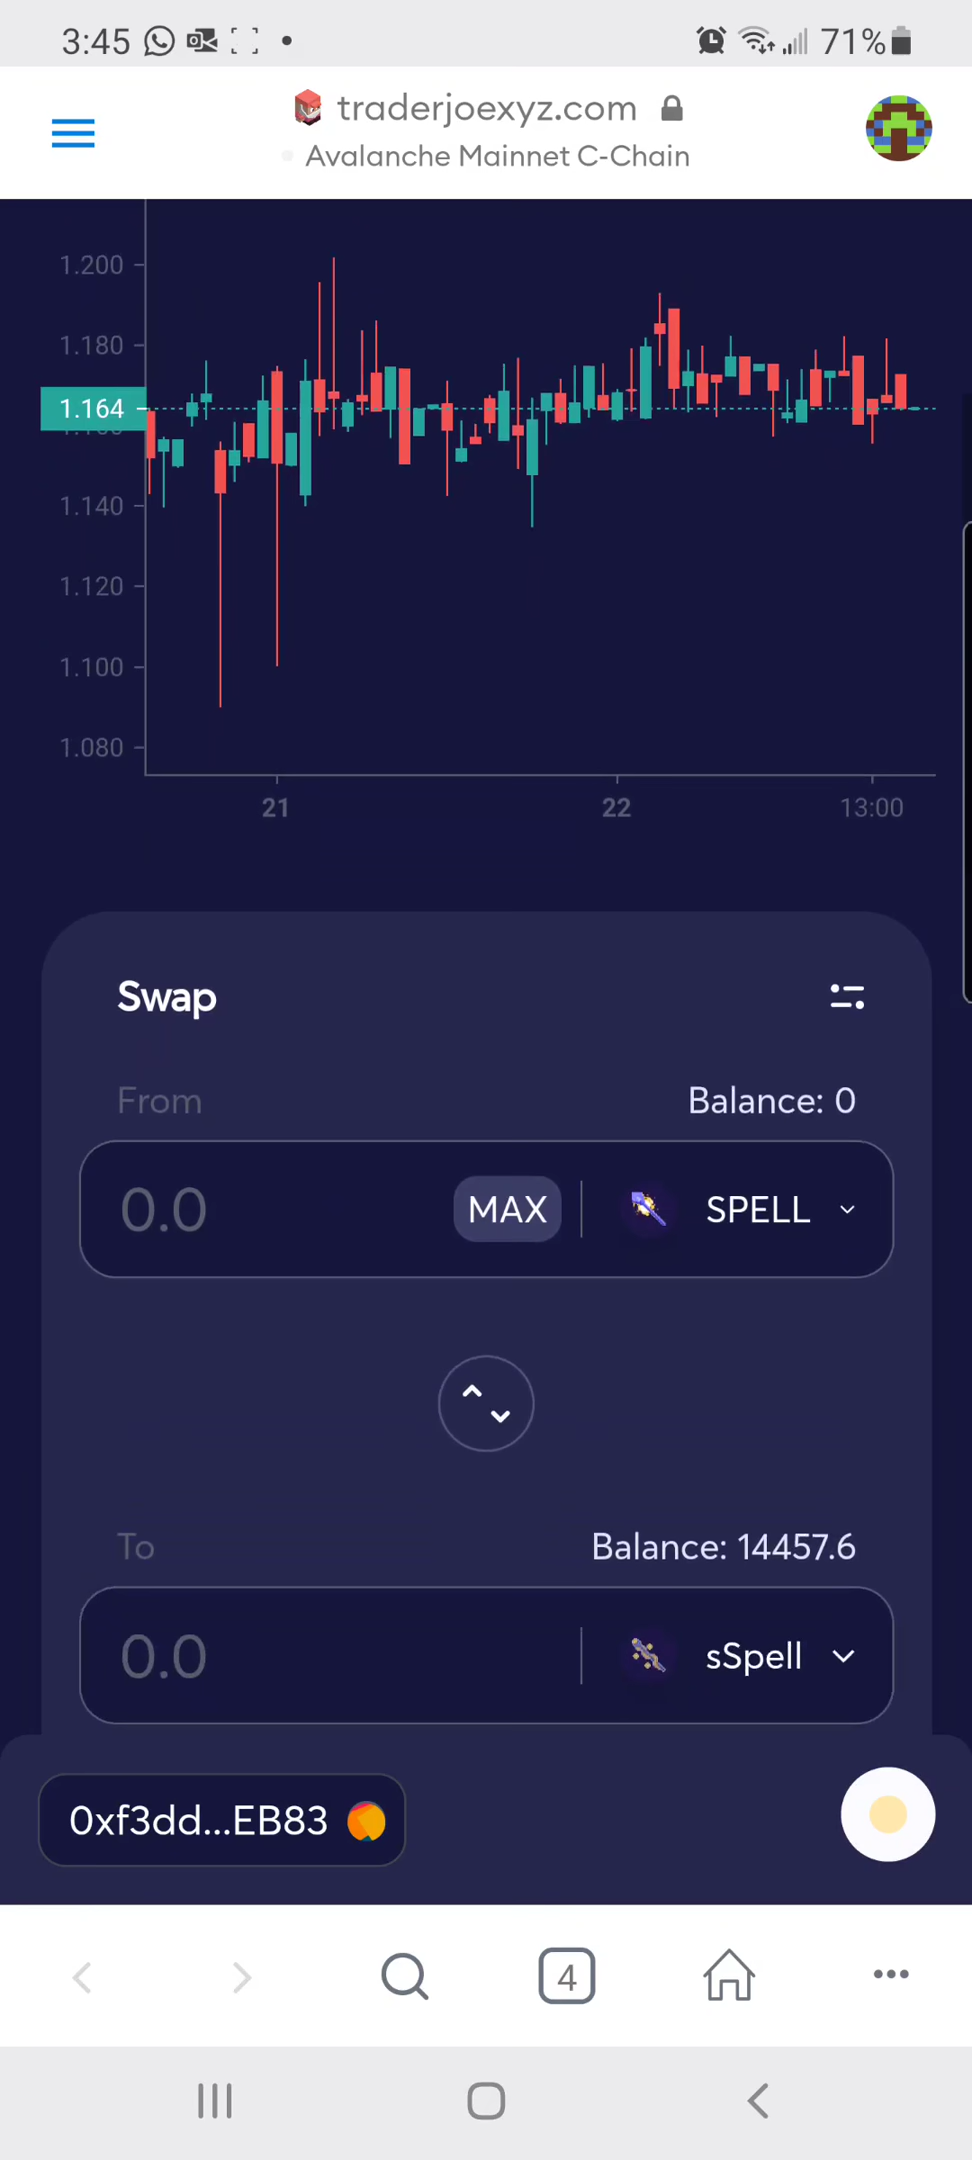 3:45 71%
traderjoexyz.com
Avalanche Mainnet C-Chain
1.200
1.180
1.164
1.160
1.140
1.120
1.100
1.080
21 22 13:00
Swap
From Balance: 0
0.0 MAX SPELL
To Balance: 14457.6
0.0 sSpell
0xf3dd...EB83
4